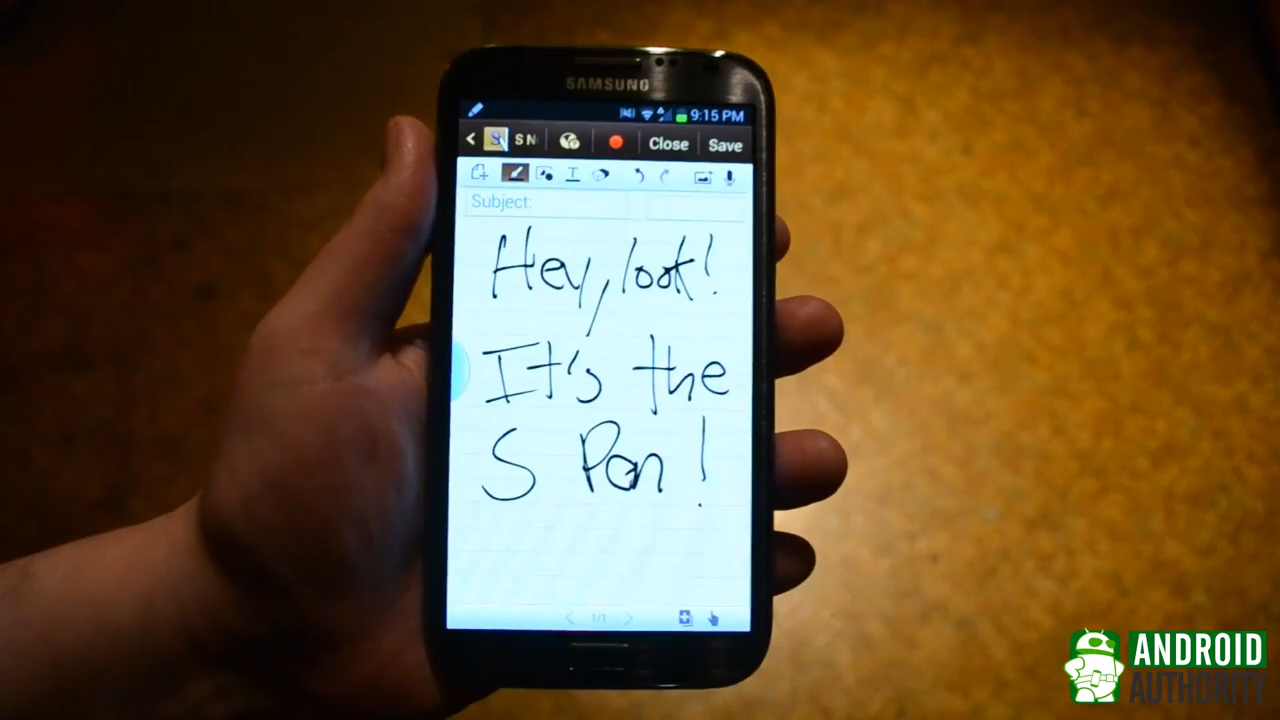 SAMSUNG
9:15 PM
S N
Close
Save
T
Subject:
Hey, look!
It's the
S Pen!
1/1
ANDROID
AUTHORITY